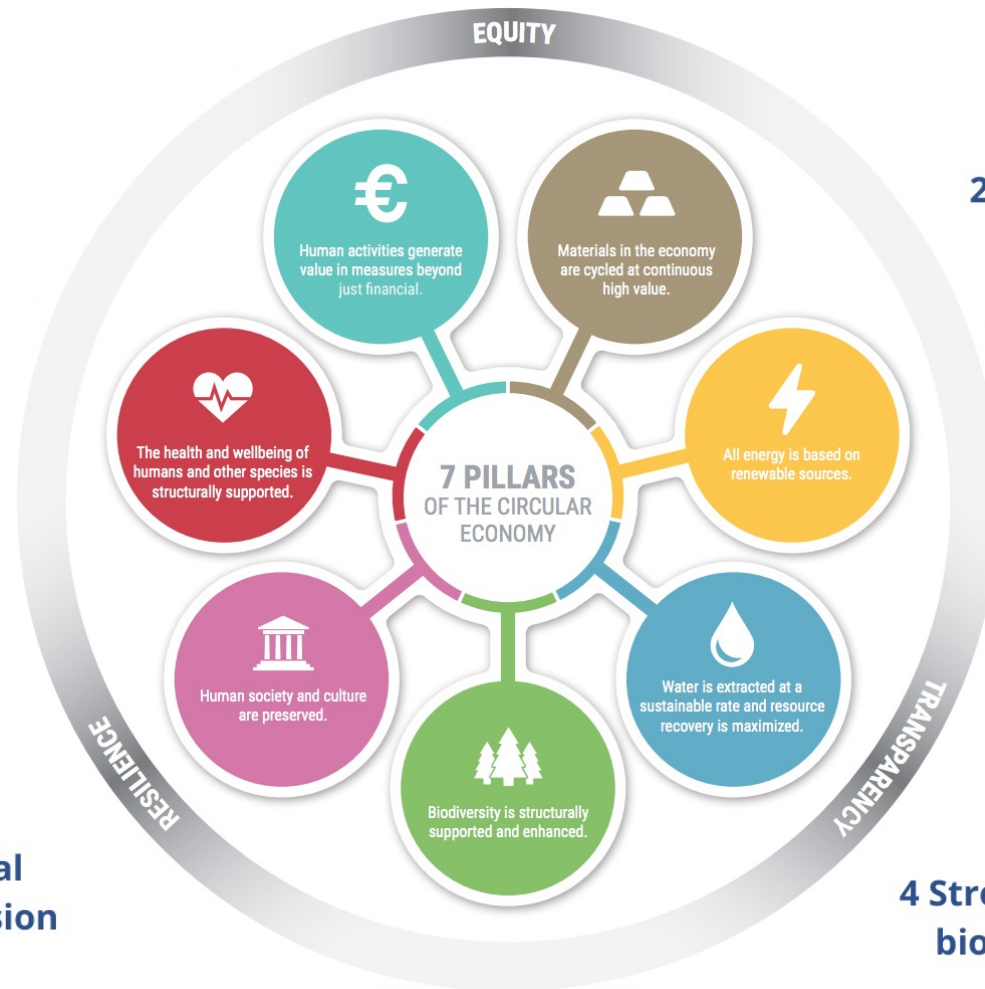 EQUITY
2
€
Human activities generate
value in measures beyond
just financial.
Materials in the economy
are cycled at continuous
high value.
The health and wellbeing of
humans and other species is
structurally supported.
All energy is based on
renewable sources.
7 PILLARS
OF THE CIRCULAR
ECONOMY
Human society and culture
are preserved.
Water is extracted at a
sustainable rate and resource
recovery is maximized.
Biodiversity is structurally
supported and enhanced.
RESILIENCE
TRANSPARENCY
al
sion
4 Stre
bio